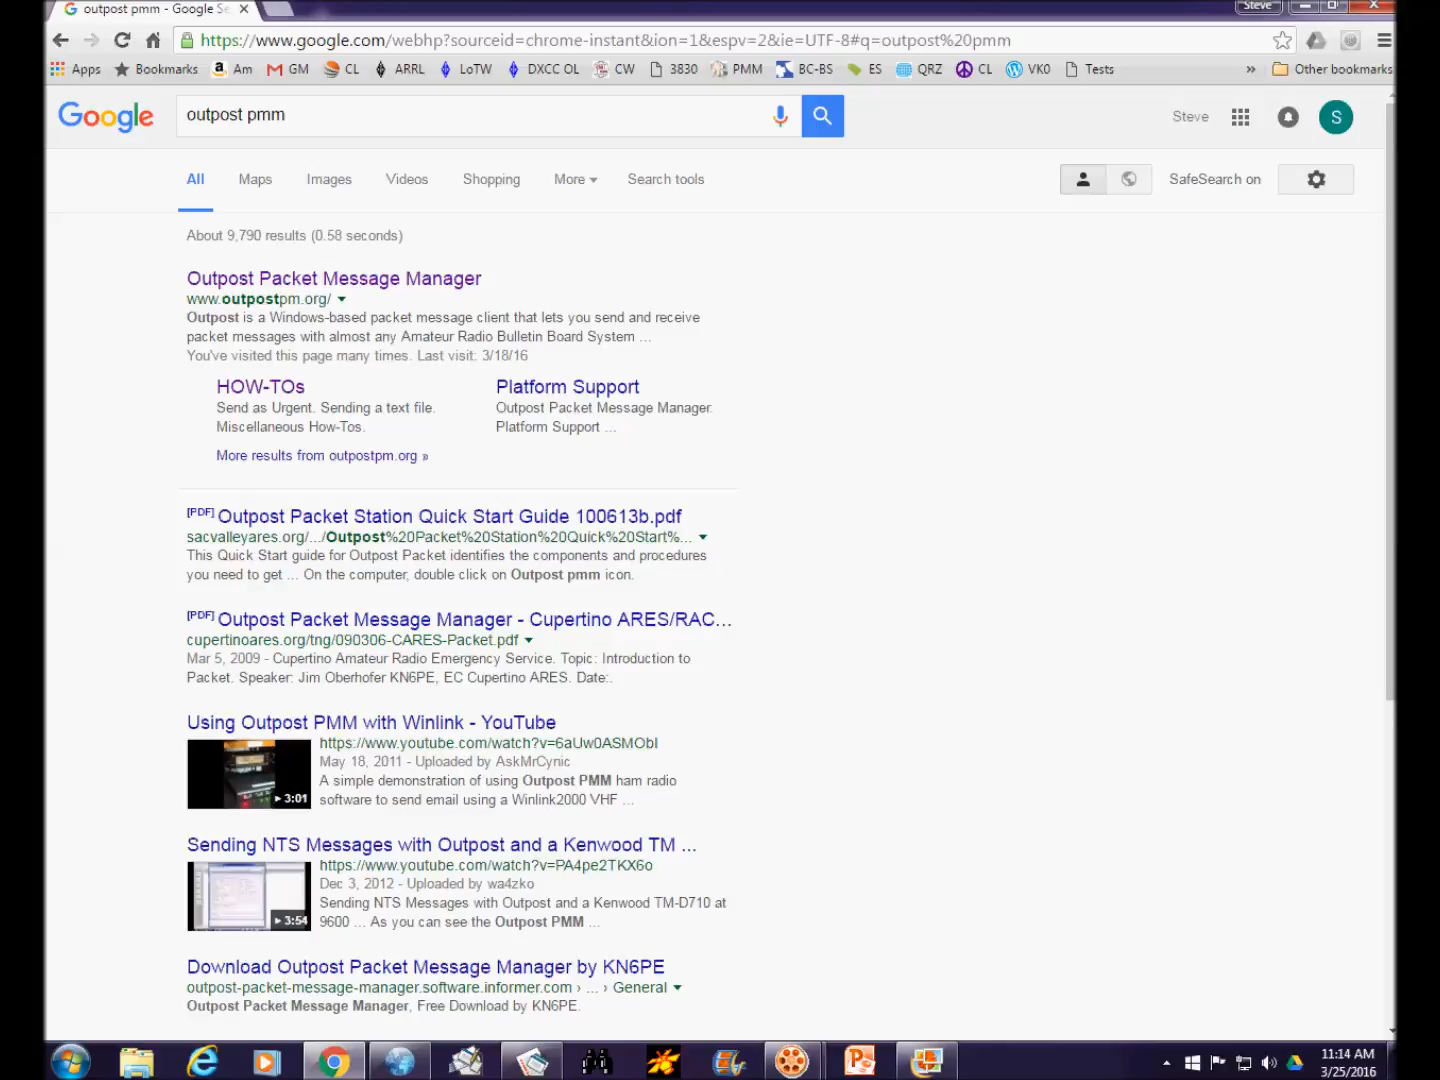 outpost pmm - Google Se
Steve
https://www.google.com/webhp?sourceid=chrome-instant&ion=1&espv=2&ie=UTF-8#q=outpost%20pmm
Apps Bookmarks Am GM CL ARRL LoTW DXCC OL CW 3830 PMM BC-BS ES QRZ CL VK0 Tests » Other bookmarks
Google outpost pmm Steve S
All Maps Images Videos Shopping More Search tools SafeSearch on
About 9,790 results (0.58 seconds)
Outpost Packet Message Manager
www.outpostpm.org/
Outpost is a Windows-based packet message client that lets you send and receive
packet messages with almost any Amateur Radio Bulletin Board System ...
You've visited this page many times. Last visit: 3/18/16
HOW-TOs
Send as Urgent. Sending a text file.
Miscellaneous How-Tos.
Platform Support
Outpost Packet Message Manager.
Platform Support ...
More results from outpostpm.org »
[PDF] Outpost Packet Station Quick Start Guide 100613b.pdf
sacvalleyares.org/.../Outpost%20Packet%20Station%20Quick%20Start%...
This Quick Start guide for Outpost Packet identifies the components and procedures
you need to get ... On the computer, double click on Outpost pmm icon.
[PDF] Outpost Packet Message Manager - Cupertino ARES/RAC...
cupertinoares.org/tng/090306-CARES-Packet.pdf
Mar 5, 2009 - Cupertino Amateur Radio Emergency Service. Topic: Introduction to
Packet. Speaker: Jim Oberhofer KN6PE, EC Cupertino ARES. Date:.
Using Outpost PMM with Winlink - YouTube
https://www.youtube.com/watch?v=6aUw0ASMObI
May 18, 2011 - Uploaded by AskMrCynic
A simple demonstration of using Outpost PMM ham radio
software to send email using a Winlink2000 VHF ...
3:01
Sending NTS Messages with Outpost and a Kenwood TM ...
https://www.youtube.com/watch?v=PA4pe2TKX6o
Dec 3, 2012 - Uploaded by wa4zko
Sending NTS Messages with Outpost and a Kenwood TM-D710 at
9600 ... As you can see the Outpost PMM ...
3:54
Download Outpost Packet Message Manager by KN6PE
outpost-packet-message-manager.software.informer.com › ... › General
Outpost Packet Message Manager, Free Download by KN6PE.
11:14 AM
3/25/2016